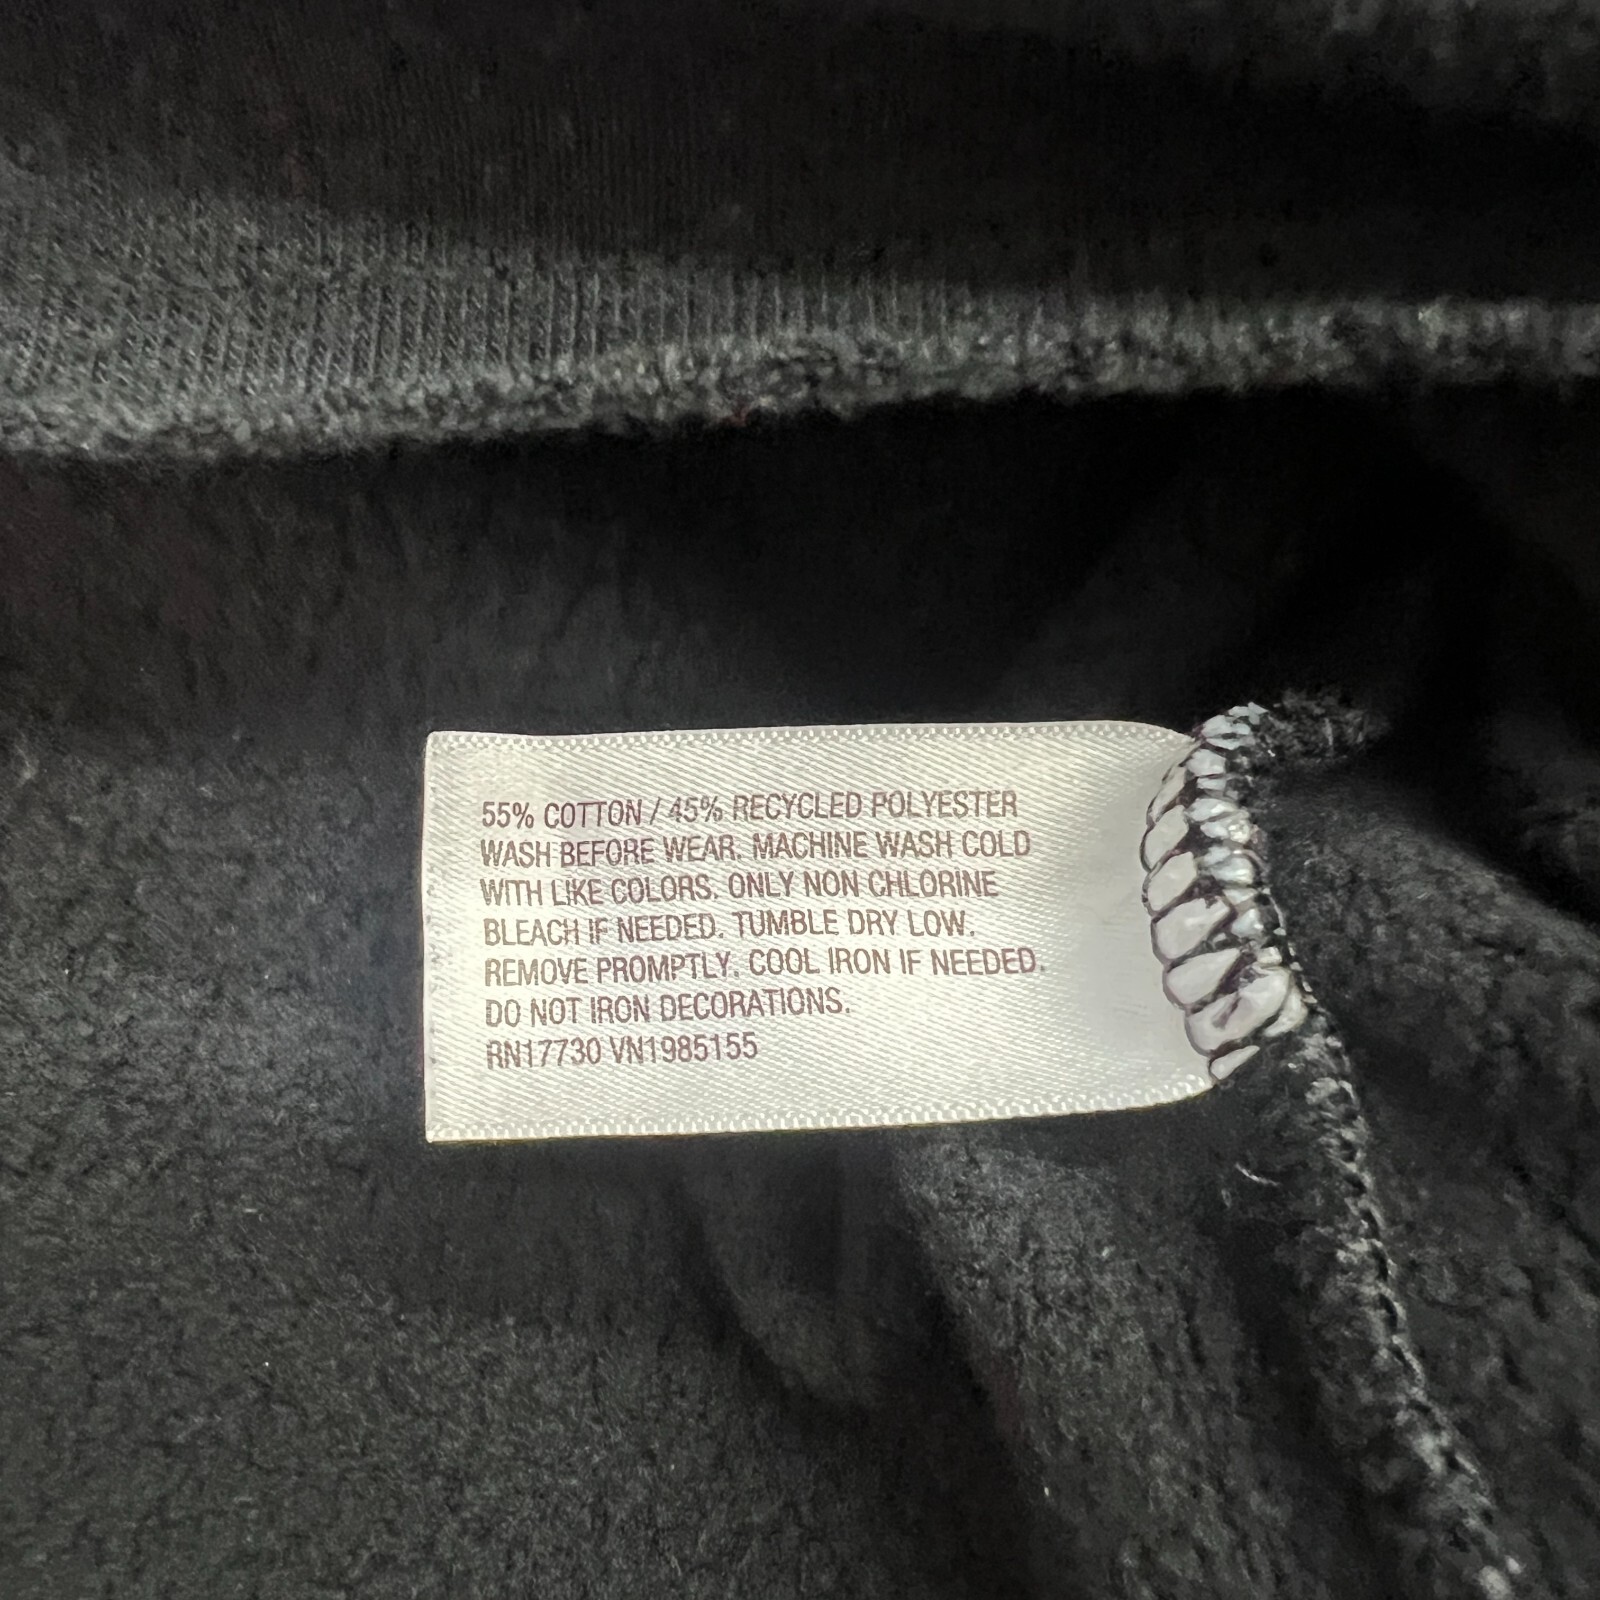 55% COTTON / 45% RECYCLED POLYESTER
WASH BEFORE WEAR. MACHINE WASH COLD
WITH LIKE COLORS. ONLY NON CHLORINE
BLEACH IF NEEDED. TUMBLE DRY LOW.
REMOVE PROMPTLY. COOL IRON IF NEEDED.
DO NOT IRON DECORATIONS.
RN17730 VN1985155